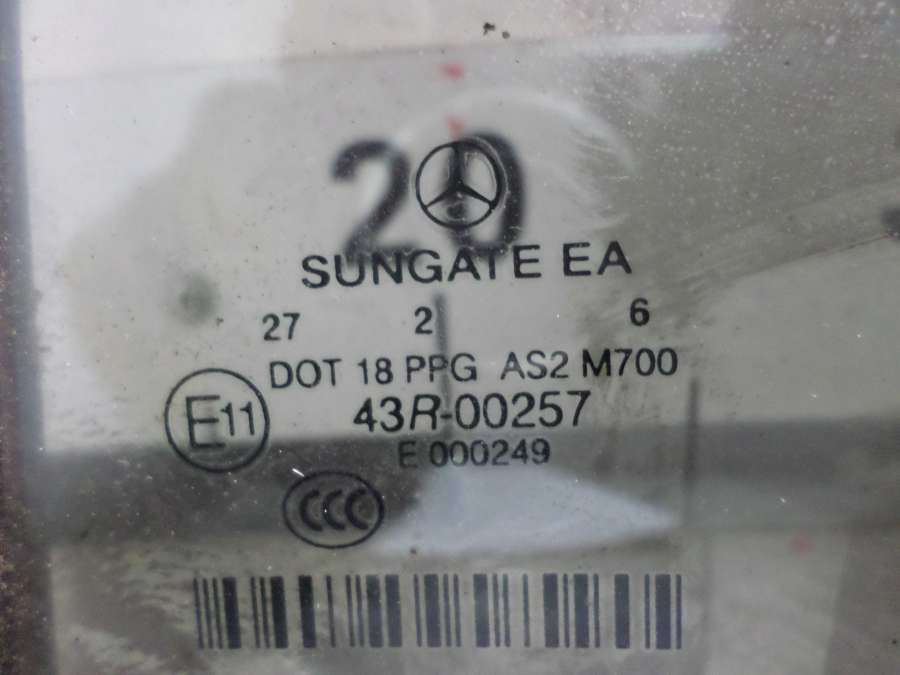 20
SUNGATE EA
27 2 6
DOT 18 PPG AS2 M700
E11
43R-00257
E 000249
CCC